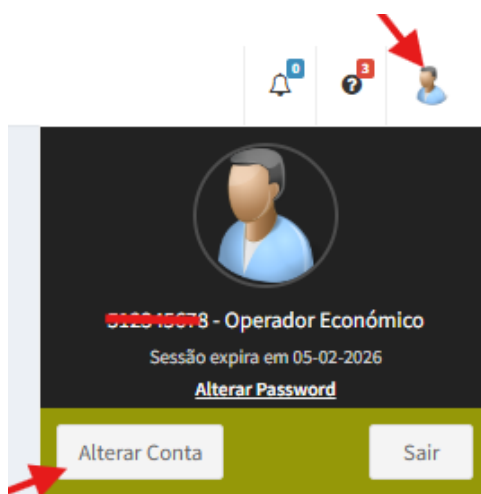 0
3
8 - Operador Económico
Sessão expira em 05-02-2026
Alterar Password
Alterar Conta
Sair